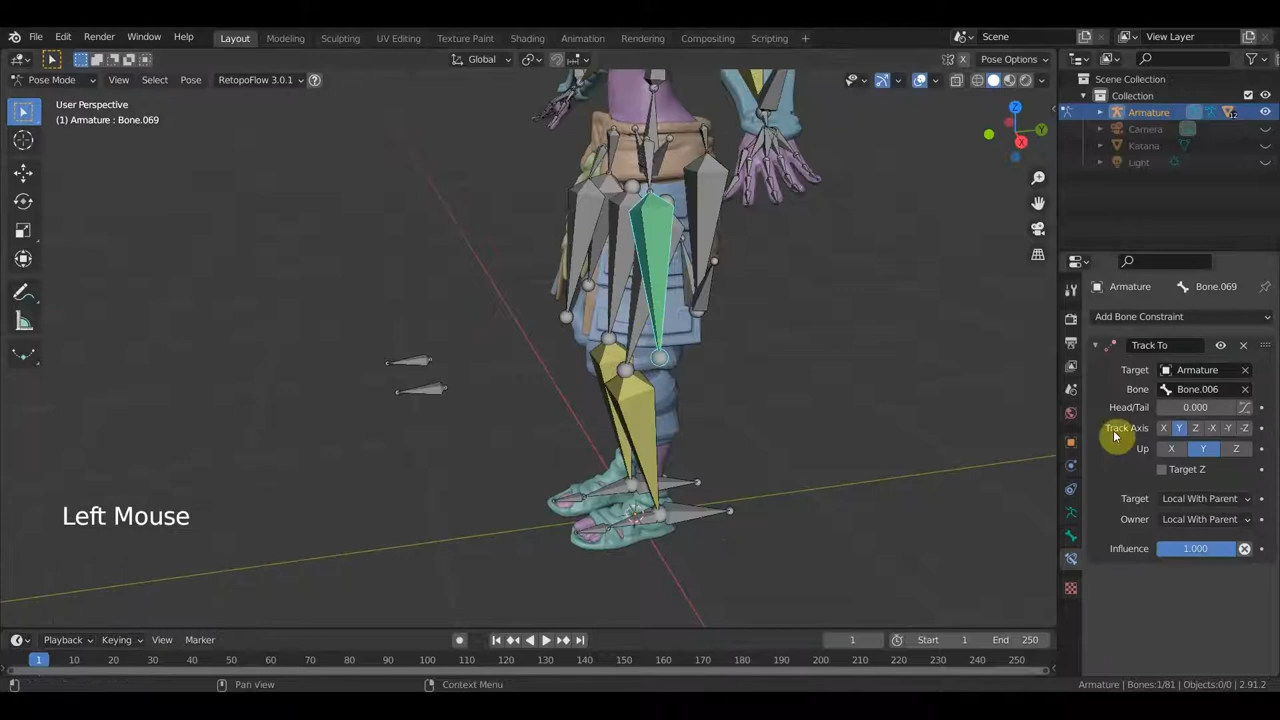 File Edit Render Window Help Layout Modeling Sculpting UV Editing Texture Paint Shading Animation Rendering Compositing Scripting + Scene View Layer
Global Pose Options
Pose Mode View Select Pose RetopoFlow 3.0.1
User Perspective
(1) Armature : Bone.069
Scene Collection
Collection
Armature 12
Camera
Katana
Light
X Y Z
Armature Bone.069
Add Bone Constraint
Track To
Target Armature
Bone Bone.006
Head/Tail 0.000
Track Axis X Y Z -X -Y -Z
Up X Y Z
Target Z
Target Local With Parent
Owner Local With Parent
Influence 1.000
Left Mouse
Playback Keying View Marker 1 Start 1 End 250
1 10 20 30 40 50 60 70 80 90 100 110 120 130 140 150 160 170 180 190 200 210 220 230 240 250
Pan View Context Menu Armature | Bones:1/81 | Objects:0/0 | 2.91.2